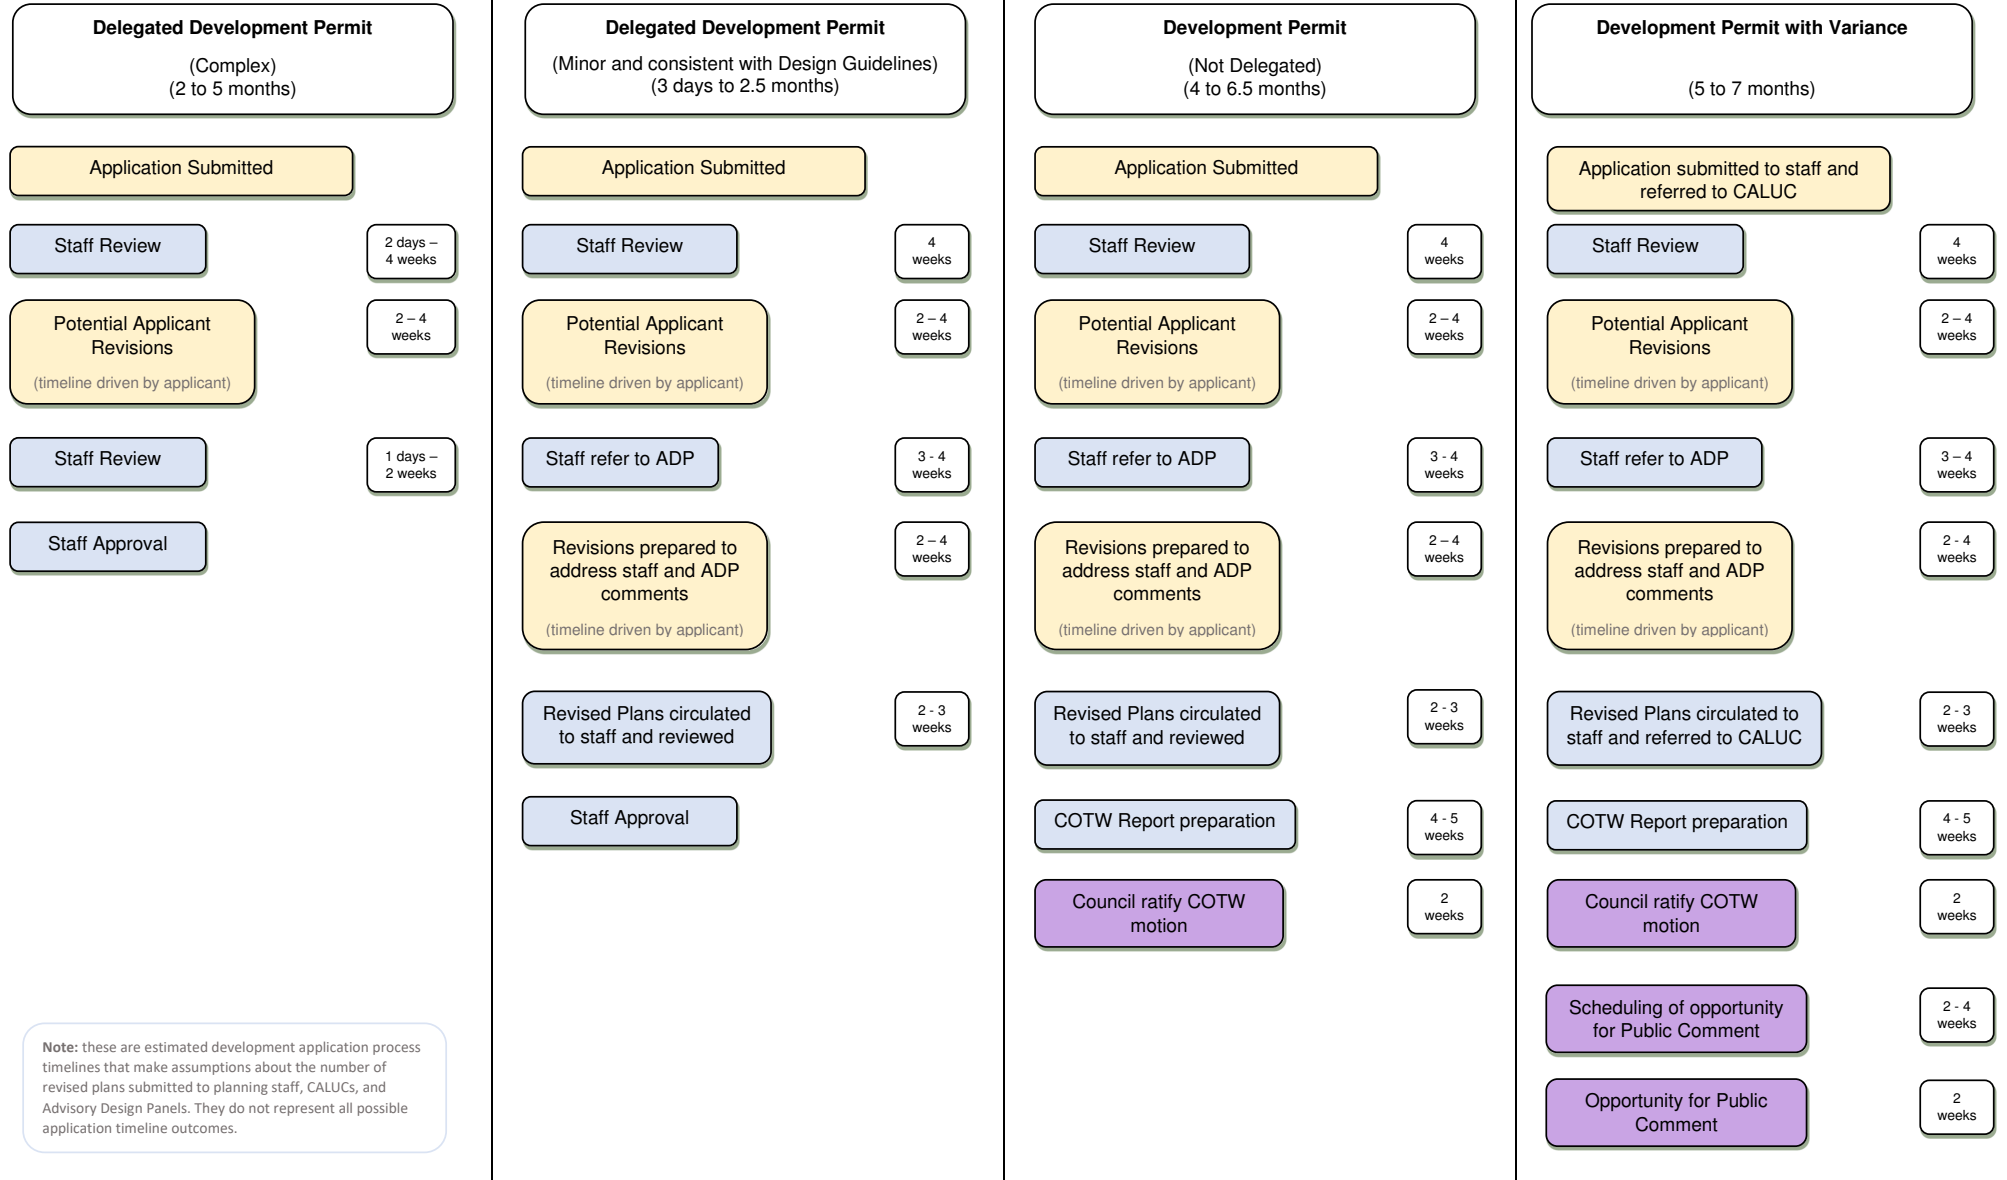 Delegated Development Permit
(Complex)
(2 to 5 months)
Application Submitted
Staff Review
2 days –
4 weeks
Potential Applicant
Revisions
(timeline driven by applicant)
2 – 4
weeks
Staff Review
1 days –
2 weeks
Staff Approval
Note: these are estimated development application process
timelines that make assumptions about the number of
revised plans submitted to planning staff, CALUCs, and
Advisory Design Panels. They do not represent all possible
application timeline outcomes.
Delegated Development Permit
(Minor and consistent with Design Guidelines)
(3 days to 2.5 months)
Application Submitted
Staff Review
4
weeks
Potential Applicant
Revisions
(timeline driven by applicant)
2 – 4
weeks
Staff refer to ADP
3 - 4
weeks
Revisions prepared to
address staff and ADP
comments
(timeline driven by applicant)
2 – 4
weeks
Revised Plans circulated
to staff and reviewed
2 - 3
weeks
Staff Approval
Development Permit
(Not Delegated)
(4 to 6.5 months)
Application Submitted
Staff Review
4
weeks
Potential Applicant
Revisions
(timeline driven by applicant)
2 – 4
weeks
Staff refer to ADP
3 - 4
weeks
Revisions prepared to
address staff and ADP
comments
(timeline driven by applicant)
2 – 4
weeks
Revised Plans circulated
to staff and reviewed
2 - 3
weeks
COTW Report preparation
4 - 5
weeks
Council ratify COTW
motion
2
weeks
Development Permit with Variance
(5 to 7 months)
Application submitted to staff and
referred to CALUC
Staff Review
4
weeks
Potential Applicant
Revisions
(timeline driven by applicant)
2 – 4
weeks
Staff refer to ADP
3 – 4
weeks
Revisions prepared to
address staff and ADP
comments
(timeline driven by applicant)
2 - 4
weeks
Revised Plans circulated to
staff and referred to CALUC
2 - 3
weeks
COTW Report preparation
4 - 5
weeks
Council ratify COTW
motion
2
weeks
Scheduling of opportunity
for Public Comment
2 - 4
weeks
Opportunity for Public
Comment
2
weeks